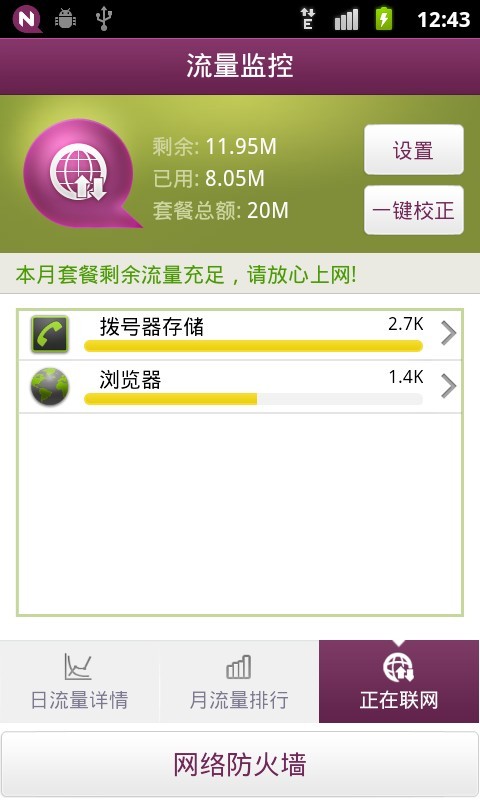 N
E
12:43
流量监控
剩余: 11.95M
已用: 8.05M
套餐总额: 20M
设置
一键校正
本月套餐剩余流量充足，请放心上网!
拨号器存储
2.7K
浏览器
1.4K
日流量详情
月流量排行
正在联网
网络防火墙